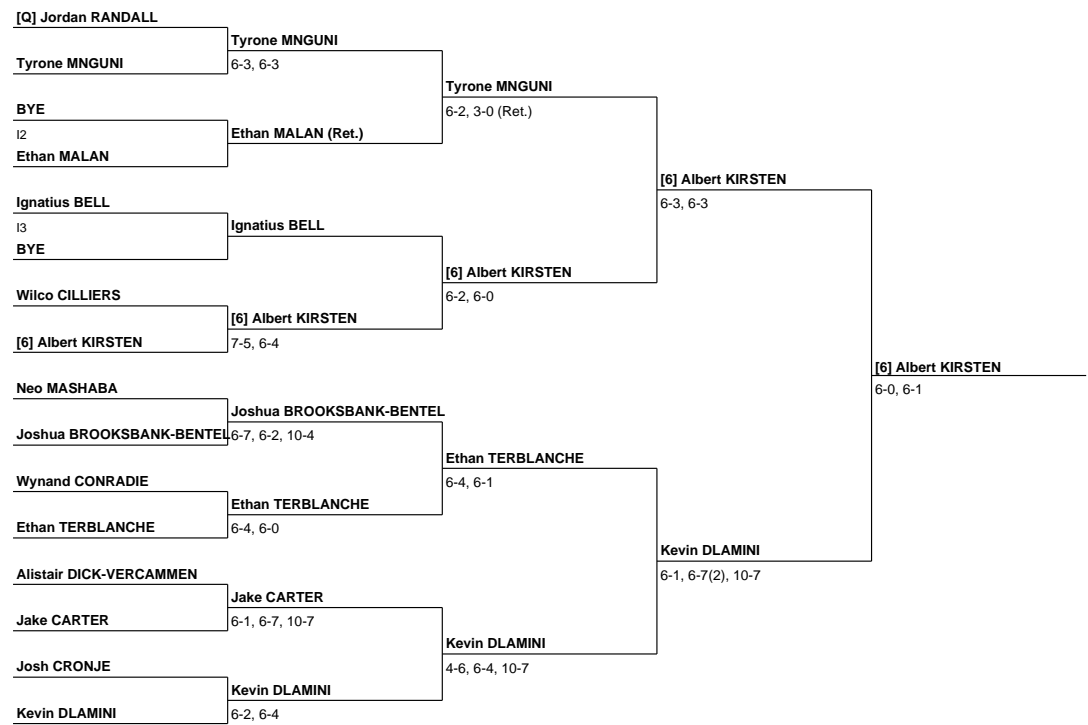 [Q] Jordan RANDALL
Tyrone MNGUNI
BYE
I2
Ethan MALAN
Ignatius BELL
I3
BYE
Wilco CILLIERS
[6] Albert KIRSTEN
Neo MASHABA
Joshua BROOKSBANK-BENTEL
Wynand CONRADIE
Ethan TERBLANCHE
Alistair DICK-VERCAMMEN
Jake CARTER
Josh CRONJE
Kevin DLAMINI
Tyrone MNGUNI
6-3, 6-3
Ethan MALAN (Ret.)
Ignatius BELL
[6] Albert KIRSTEN
7-5, 6-4
Joshua BROOKSBANK-BENTEL
6-7, 6-2, 10-4
Ethan TERBLANCHE
6-4, 6-0
Jake CARTER
6-1, 6-7, 10-7
Kevin DLAMINI
6-2, 6-4
Tyrone MNGUNI
6-2, 3-0 (Ret.)
[6] Albert KIRSTEN
6-2, 6-0
Ethan TERBLANCHE
6-4, 6-1
Kevin DLAMINI
4-6, 6-4, 10-7
[6] Albert KIRSTEN
6-3, 6-3
Kevin DLAMINI
6-1, 6-7(2), 10-7
[6] Albert KIRSTEN
6-0, 6-1